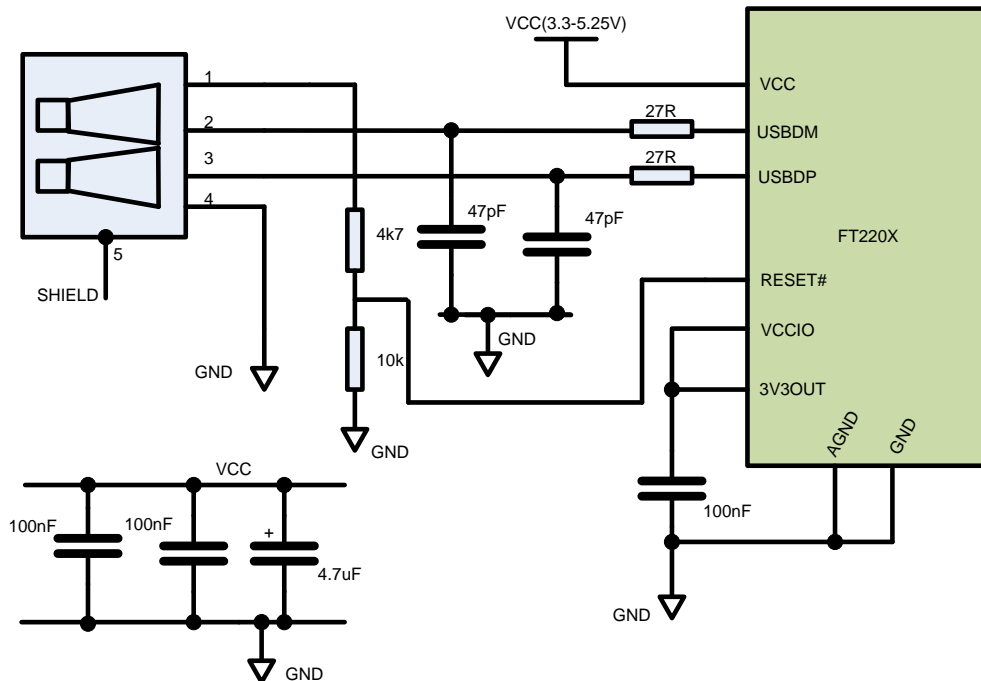 VCC(3.3-5.25V)
1
VCC
27R
2
USBDM
27R
3
USBDP
4
47pF
47pF
4k7
FT220X
5
RESET#
SHIELD
VCCIO
GND
10k
GND
3V3OUT
AGND
GND
GND
VCC
100nF
100nF
100nF
+
4.7uF
GND
GND